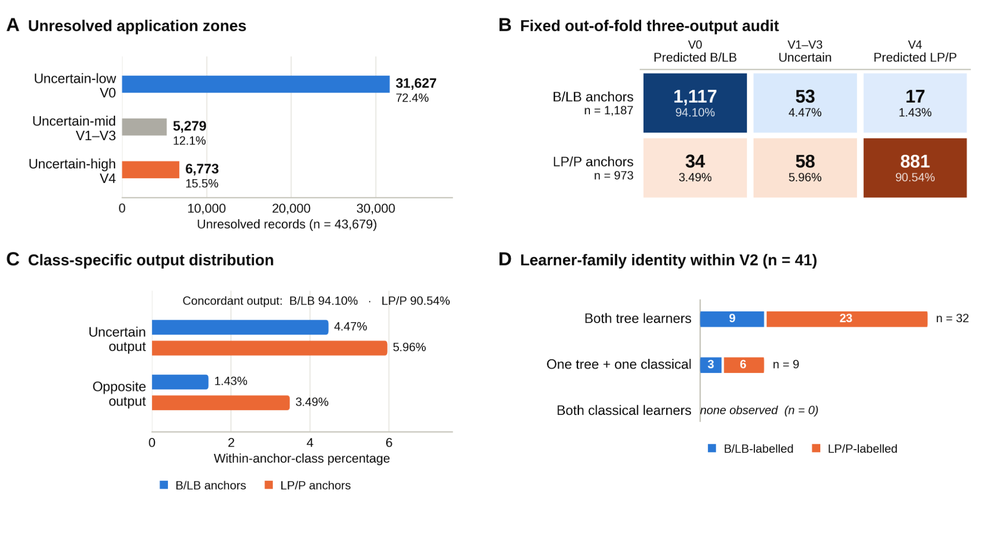 A Unresolved application zones
Uncertain-low
V0
31,627
72.4%
Uncertain-mid
V1–V3
5,279
12.1%
Uncertain-high
V4
6,773
15.5%
0 10,000 20,000 30,000
Unresolved records (n = 43,679)
B Fixed out-of-fold three-output audit
V0
Predicted B/LB
V1–V3
Uncertain
V4
Predicted LP/P
B/LB anchors
n = 1,187
1,117
94.10%
53
4.47%
17
1.43%
LP/P anchors
n = 973
34
3.49%
58
5.96%
881
90.54%
C Class-specific output distribution
Concordant output: B/LB 94.10% · LP/P 90.54%
Uncertain
output
4.47%
5.96%
Opposite
output
1.43%
3.49%
0 2 4 6
Within-anchor-class percentage
B/LB anchors LP/P anchors
D Learner-family identity within V2 (n = 41)
Both tree learners 9 23 n = 32
One tree + one classical 3 6 n = 9
Both classical learners none observed (n = 0)
B/LB-labelled LP/P-labelled